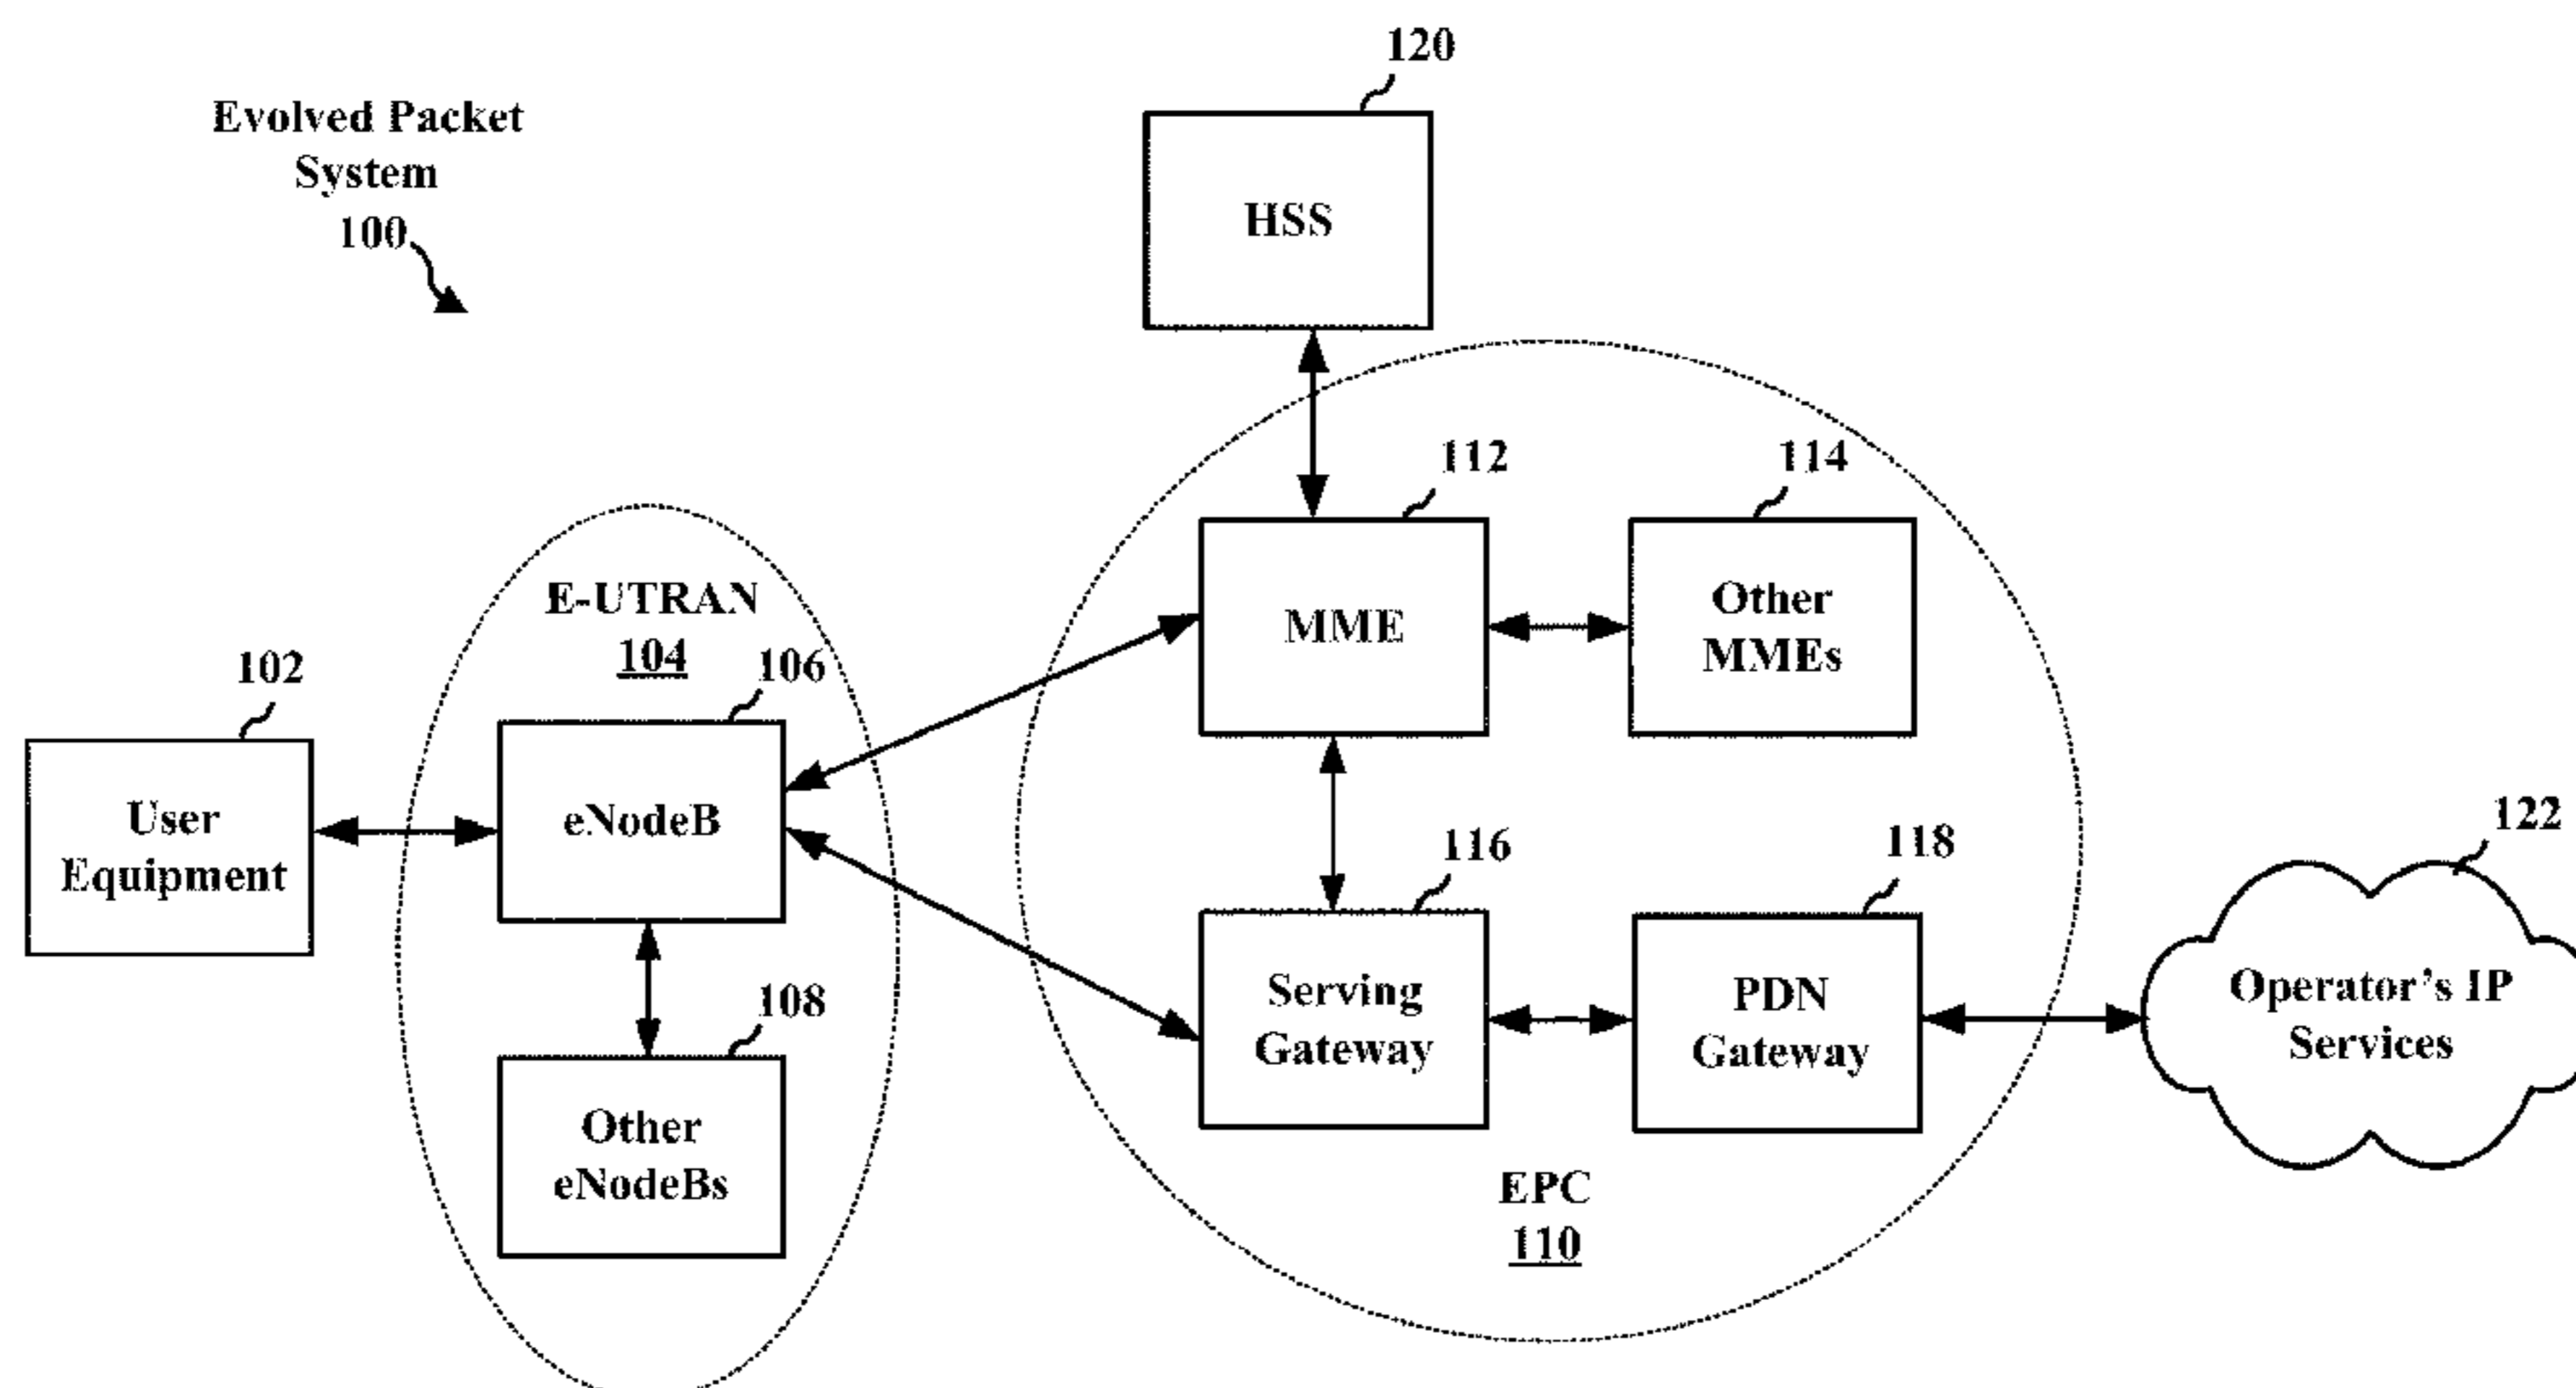 Evolved Packet
System
100
120
HSS
112
114
MME
Other
MMEs
E-UTRAN
104
106
102
eNodeB
User
Equipment
108
Other
eNodeBs
116
118
122
Serving
Gateway
PDN
Gateway
Operator's IP
Services
EPC
110